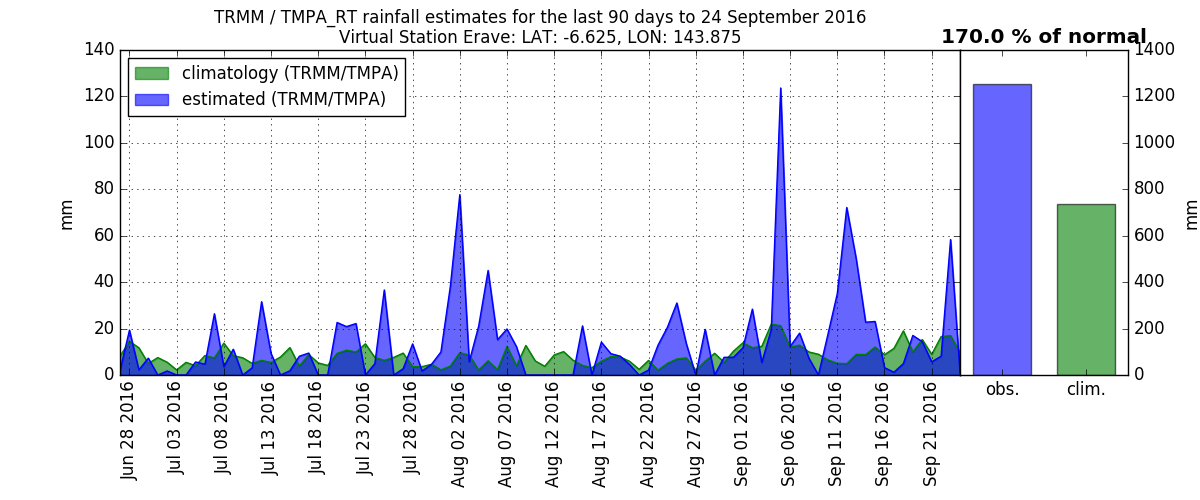 TRMM / TMPA_RT rainfall estimates for the last 90 days to 24 September 2016
Virtual Station Erave: LAT: -6.625, LON: 143.875
170.0 % of normal
climatology (TRMM/TMPA)
estimated (TRMM/TMPA)
mm
140
120
100
80
60
40
20
0
Jun 28 2016
Jul 03 2016
Jul 08 2016
Jul 13 2016
Jul 18 2016
Jul 23 2016
Jul 28 2016
Aug 02 2016
Aug 07 2016
Aug 12 2016
Aug 17 2016
Aug 22 2016
Aug 27 2016
Sep 01 2016
Sep 06 2016
Sep 11 2016
Sep 16 2016
Sep 21 2016
obs.
clim.
1400
1200
1000
800
600
400
200
0
mm